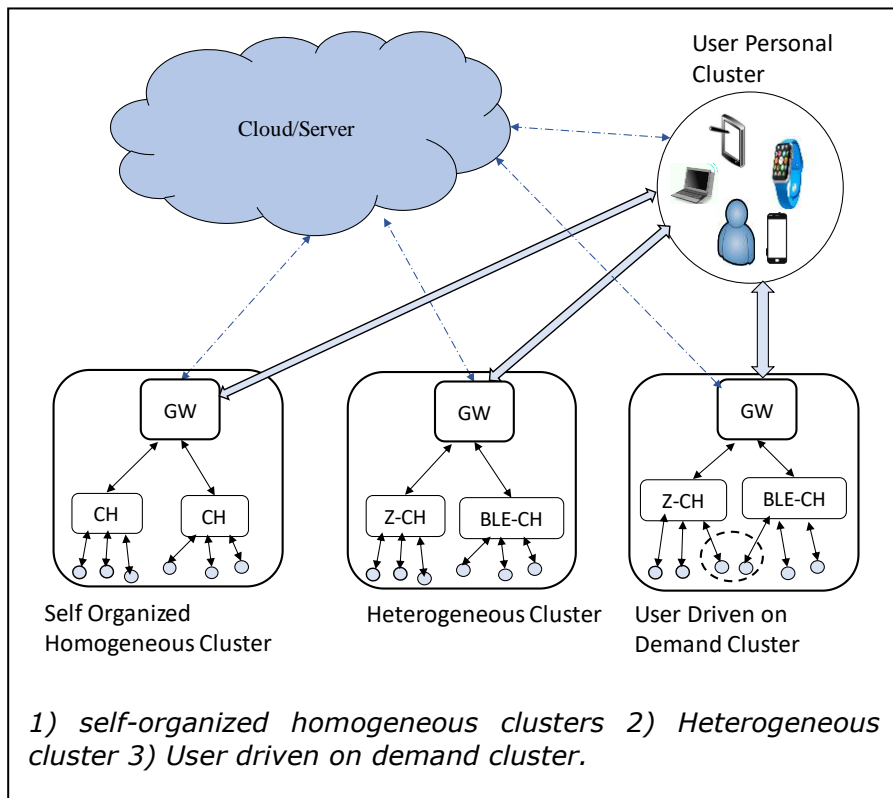 User Personal
Cluster
Cloud/Server
GW
GW
GW
CH
CH
Z-CH
BLE-CH
Z-CH
BLE-CH
Self Organized
Homogeneous Cluster
Heterogeneous Cluster
User Driven on
Demand Cluster
1) self-organized homogeneous clusters 2) Heterogeneous
cluster 3) User driven on demand cluster.